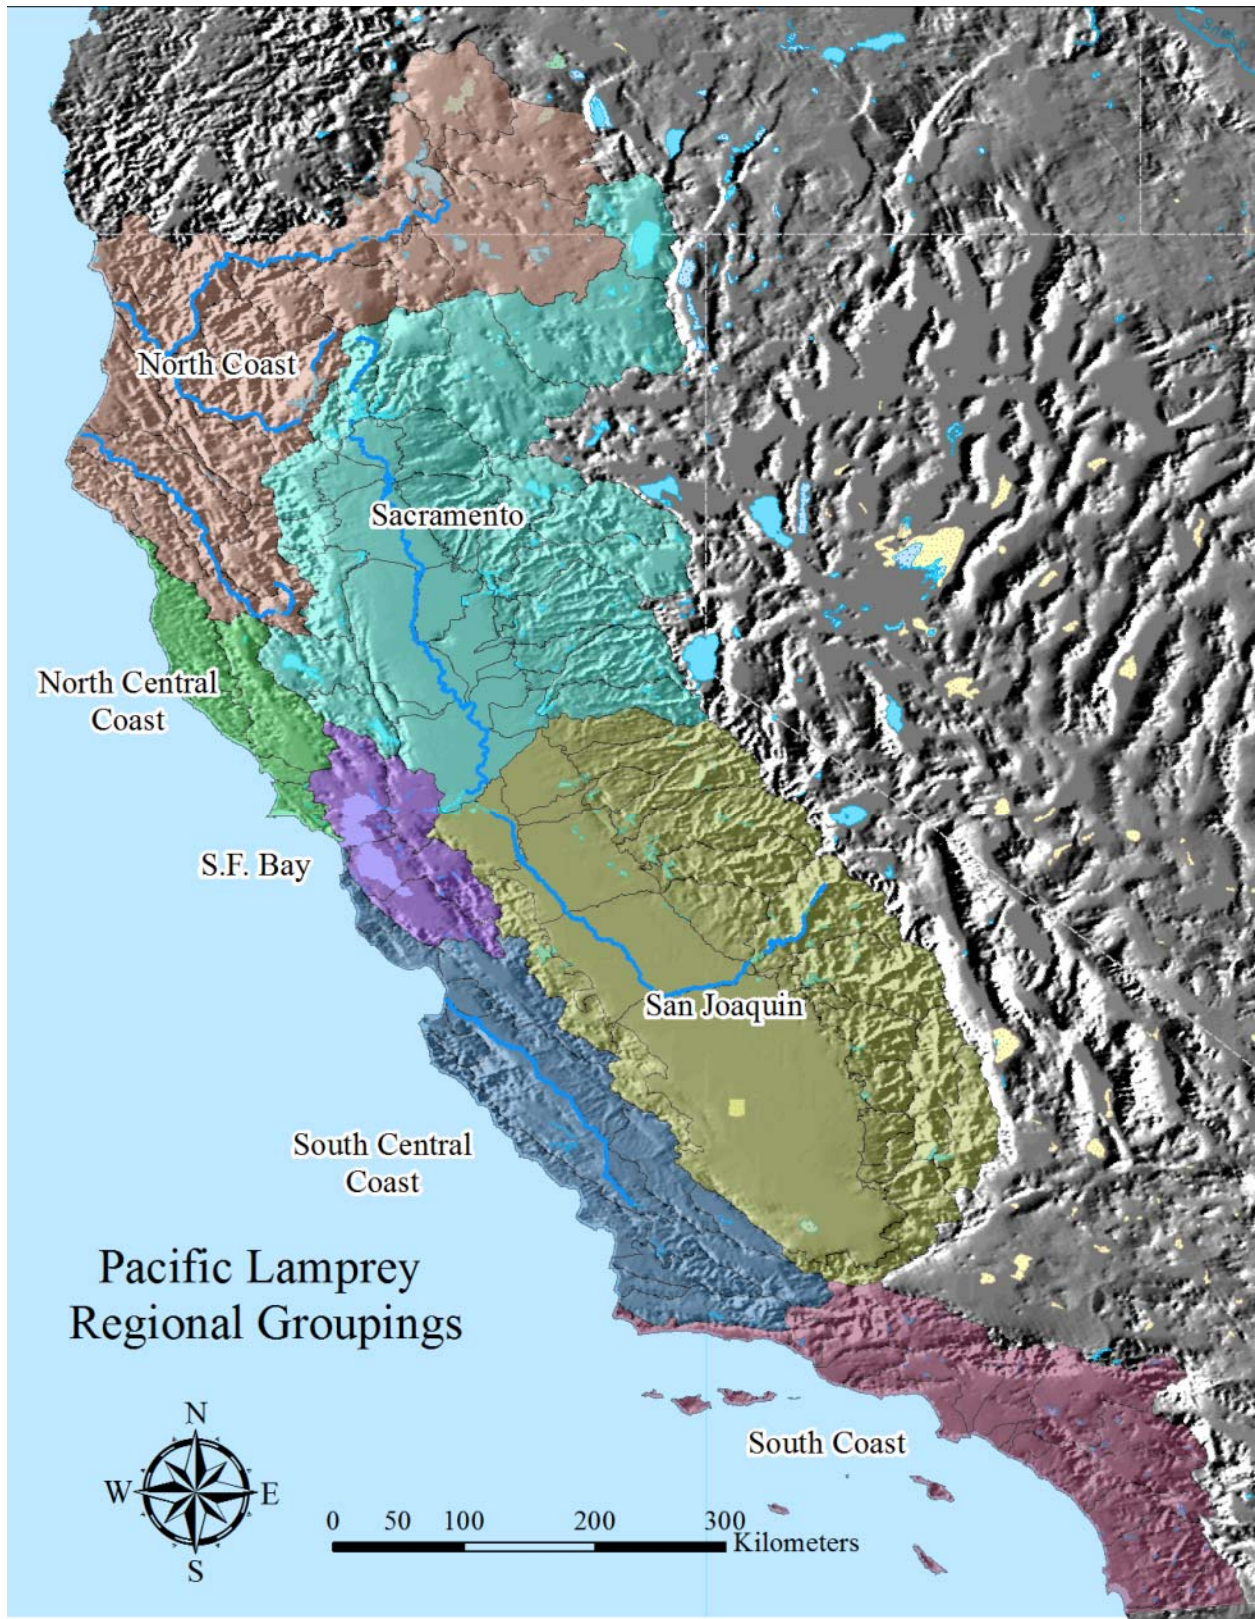 North Coast
Sacramento
North Central
Coast
S.F. Bay
San Joaquin
South Central
Coast
Pacific Lamprey
Regional Groupings
South Coast
N
W
E
S
0 50 100 200 300
Kilometers